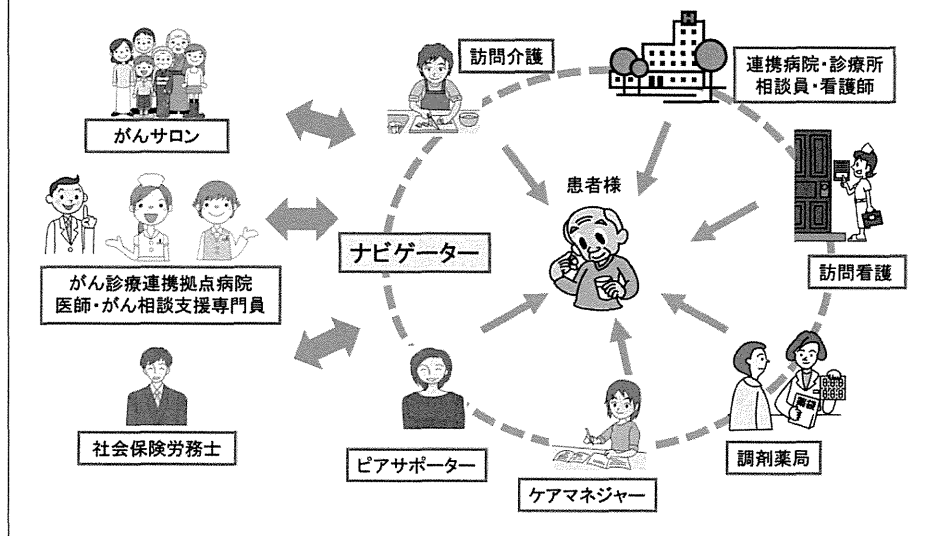 訪問介護
連携病院・診療所
相談員・看護師
がんサロン
患者様
ナビゲーター
訪問看護
がん診療連携拠点病院
医師・がん相談支援専門員
社会保険労務士
ピアサポーター
ケアマネジャー
調剤薬局
薬袋
H